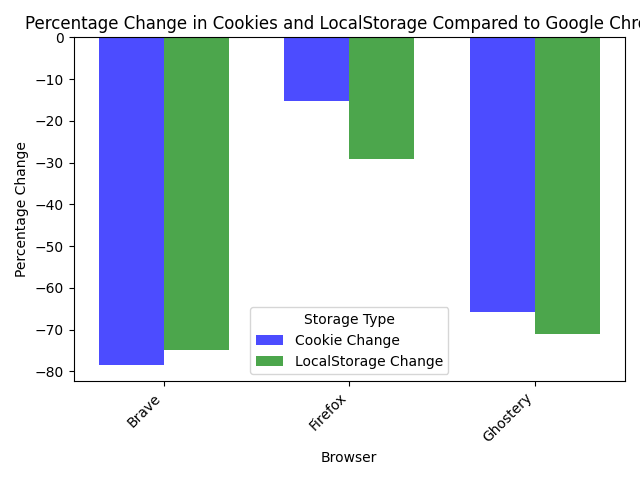 Percentage Change in Cookies and LocalStorage Compared to Google Chro
0
−10
−20
−30
−40
−50
−60
−70
−80
Percentage Change
Storage Type
Cookie Change
LocalStorage Change
Brave
Firefox
Ghostery
Browser